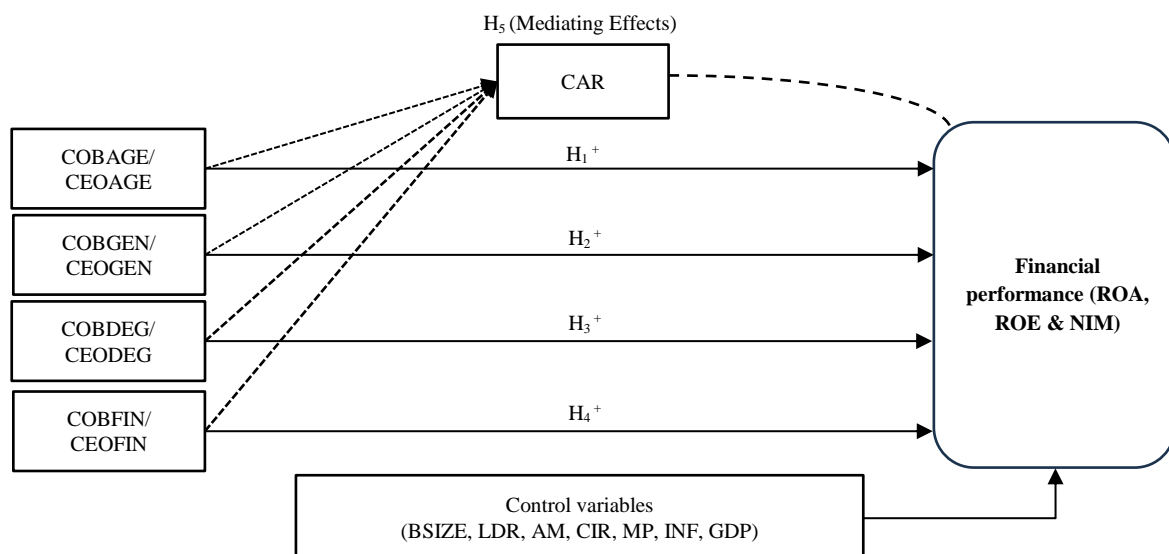 H₅ (Mediating Effects)
CAR
COBAGE/
CEOAGE
H₁⁺
COBGEN/
CEOGEN
H₂⁺
COBDEG/
CEODEG
H₃⁺
COBFIN/
CEOFIN
H₄⁺
Financial
performance (ROA,
ROE & NIM)
Control variables
(BSIZE, LDR, AM, CIR, MP, INF, GDP)